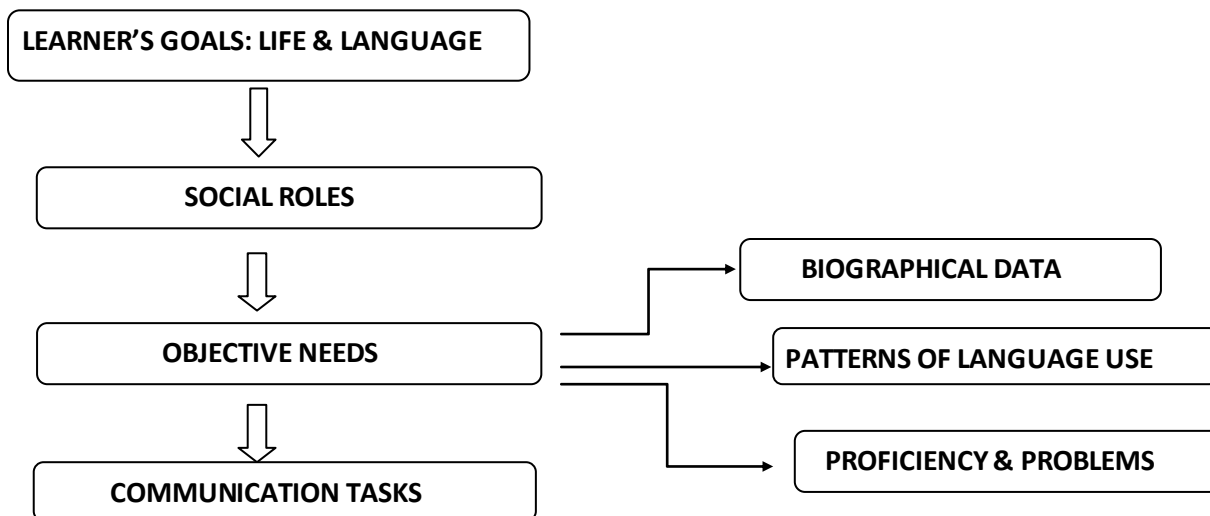 LEARNER’S GOALS: LIFE & LANGUAGE
SOCIAL ROLES
OBJECTIVE NEEDS
COMMUNICATION TASKS
BIOGRAPHICAL DATA
PATTERNS OF LANGUAGE USE
PROFICIENCY & PROBLEMS